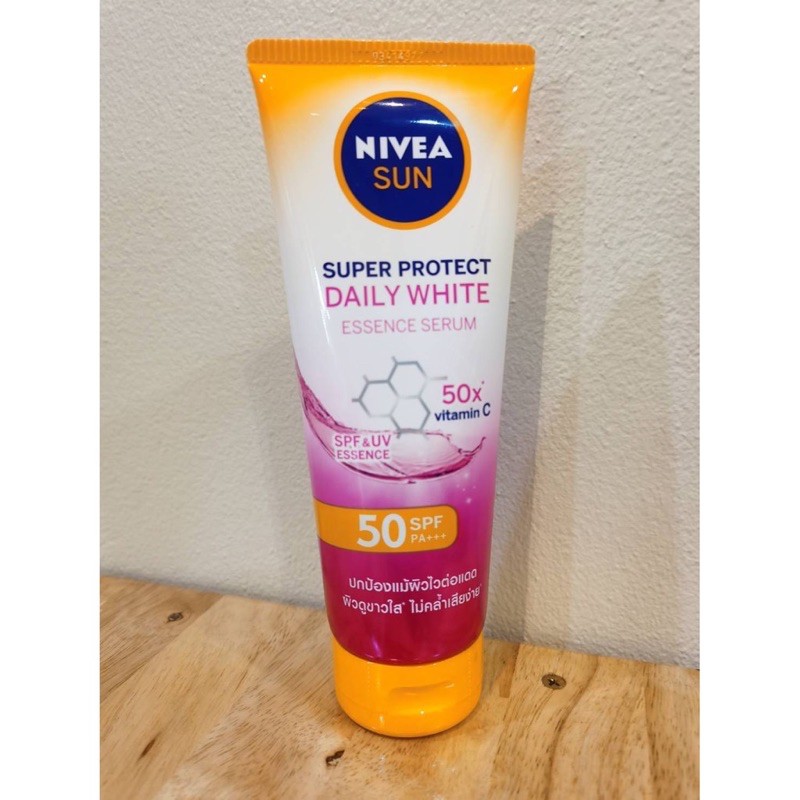 NIVEA
SUN
SUPER PROTECT
DAILY WHITE
ESSENCE SERUM
50x*
vitamin C
SPF & UV
ESSENCE
50 SPF
PA+++
ปกป้องแม้ผิวไวต่อแดด
ผิวดูขาวใส* ไม่คล้ำเสียง่าย*